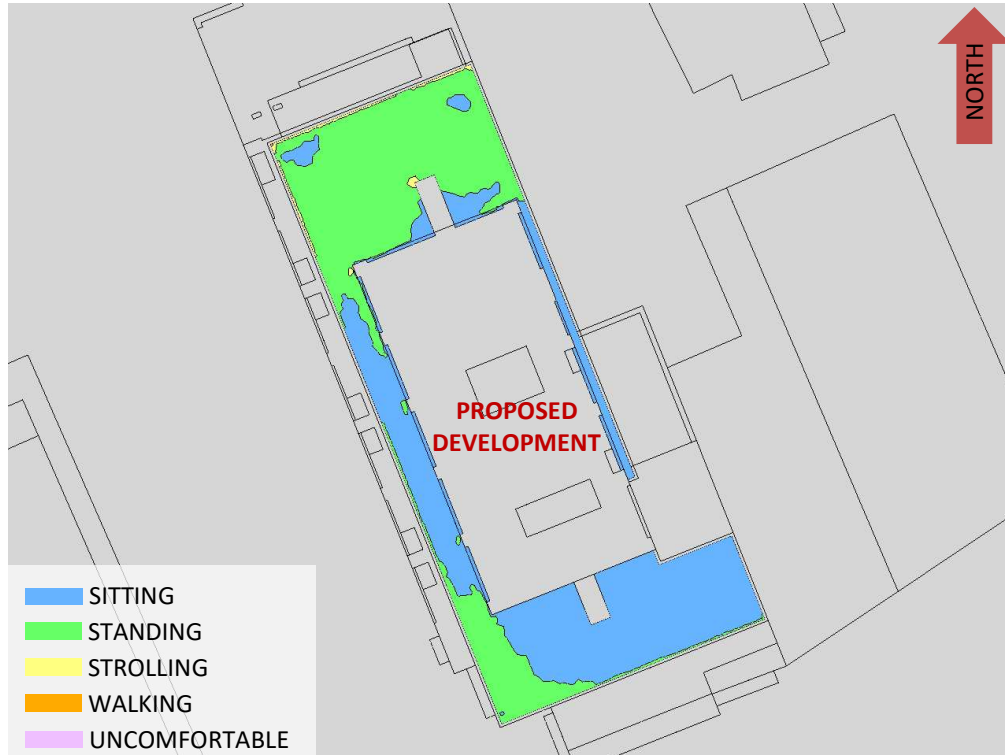 NORTH
PROPOSED
DEVELOPMENT
SITTING
STANDING
STROLLING
WALKING
UNCOMFORTABLE